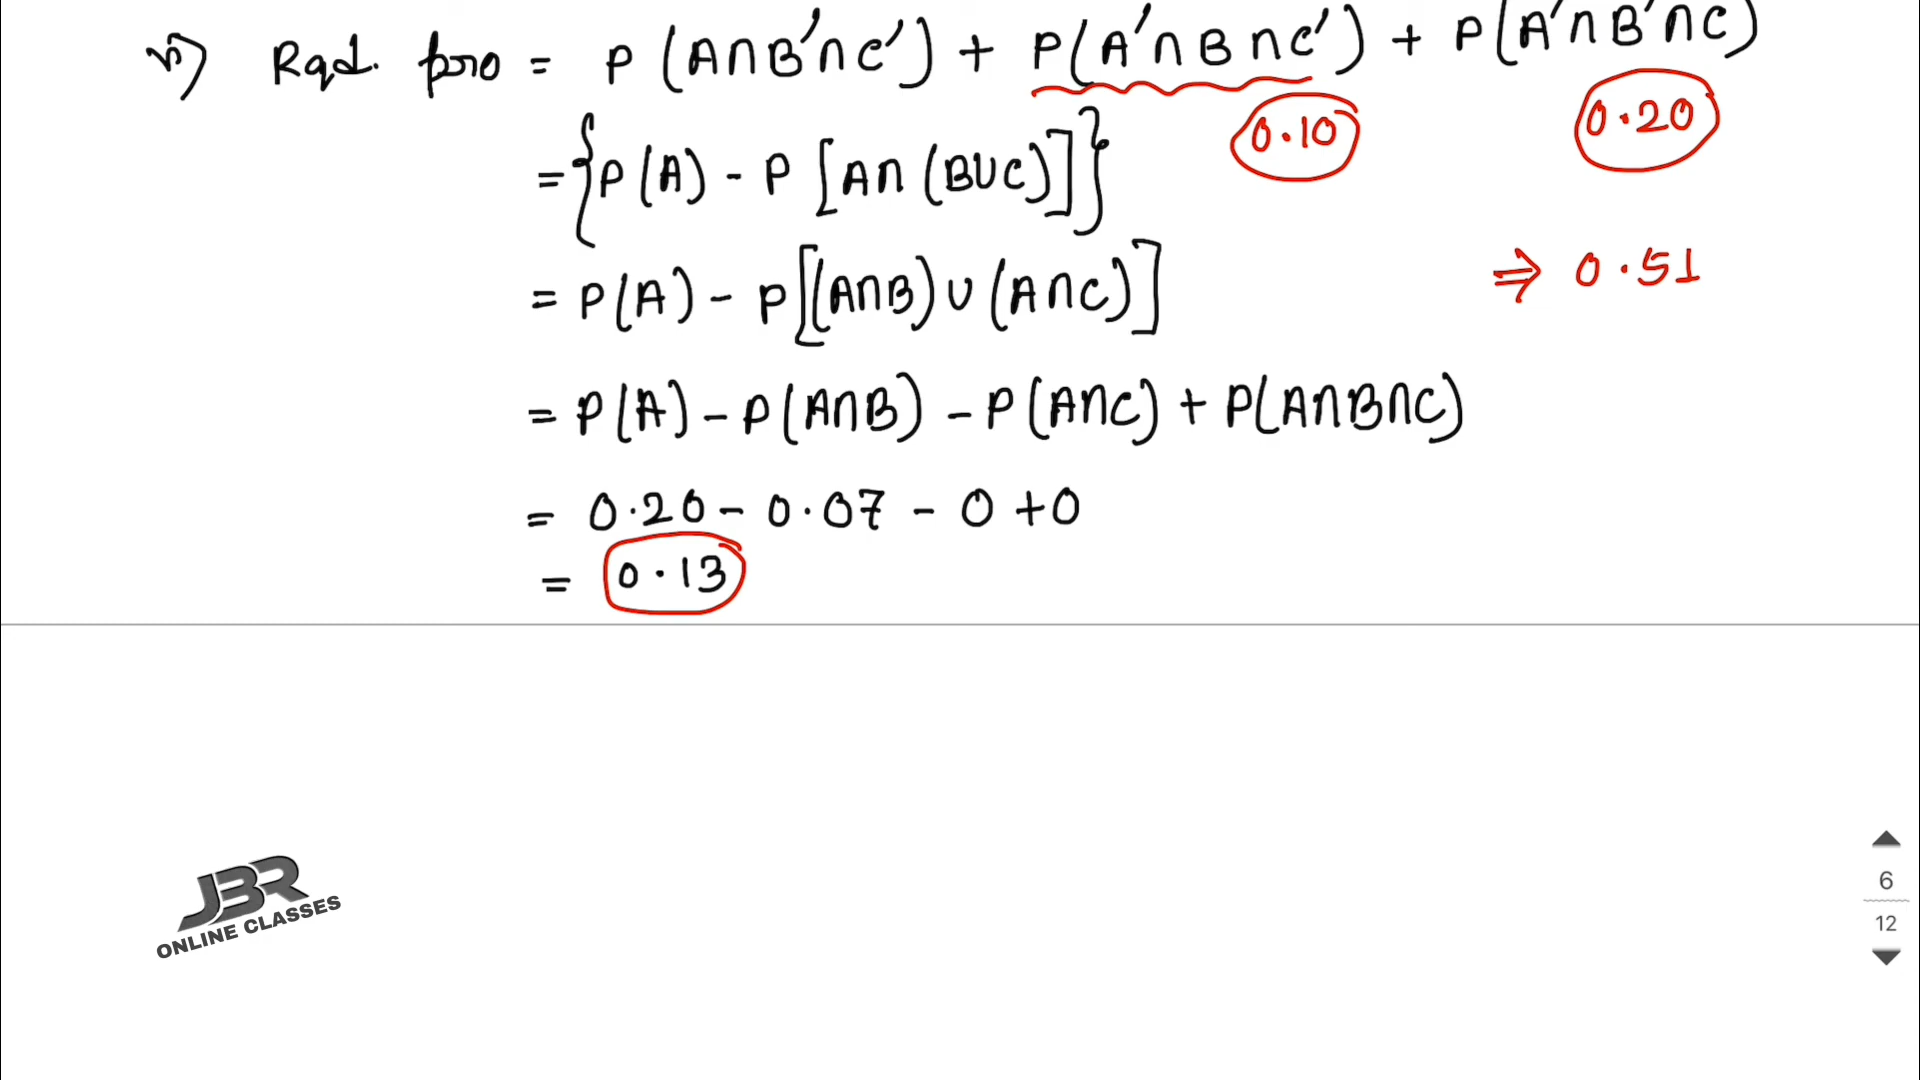 Rqd. pro = P(A∩B'∩C') + P(A'∩B∩C') + P(A'∩B'∩C)
0.10
0.20
= {P(A) - P[A∩(B∪C)]}
= P(A) - P[(A∩B)∪(A∩C)]
⇒ 0.51
= P(A) - P(A∩B) - P(A∩C) + P(A∩B∩C)
= 0.20 - 0.07 - 0 + 0
= 0.13
JBR
ONLINE CLASSES
6
12